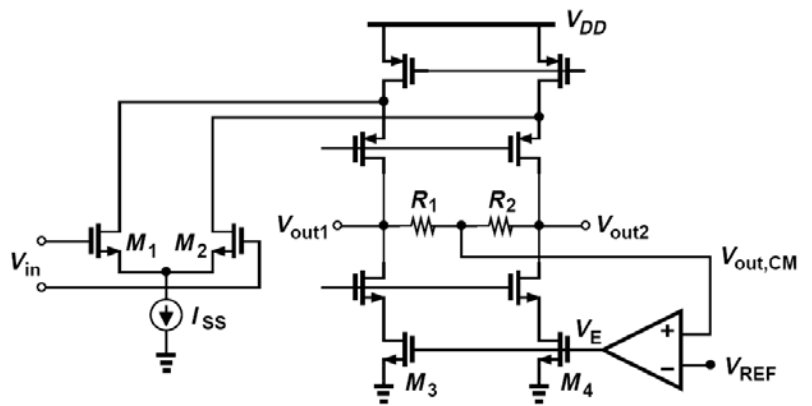 V_DD
R_1 R_2
V_out1 V_out2
M_1 M_2
V_in
V_out,CM
I_SS
V_E
+
−
V_REF
M_3 M_4